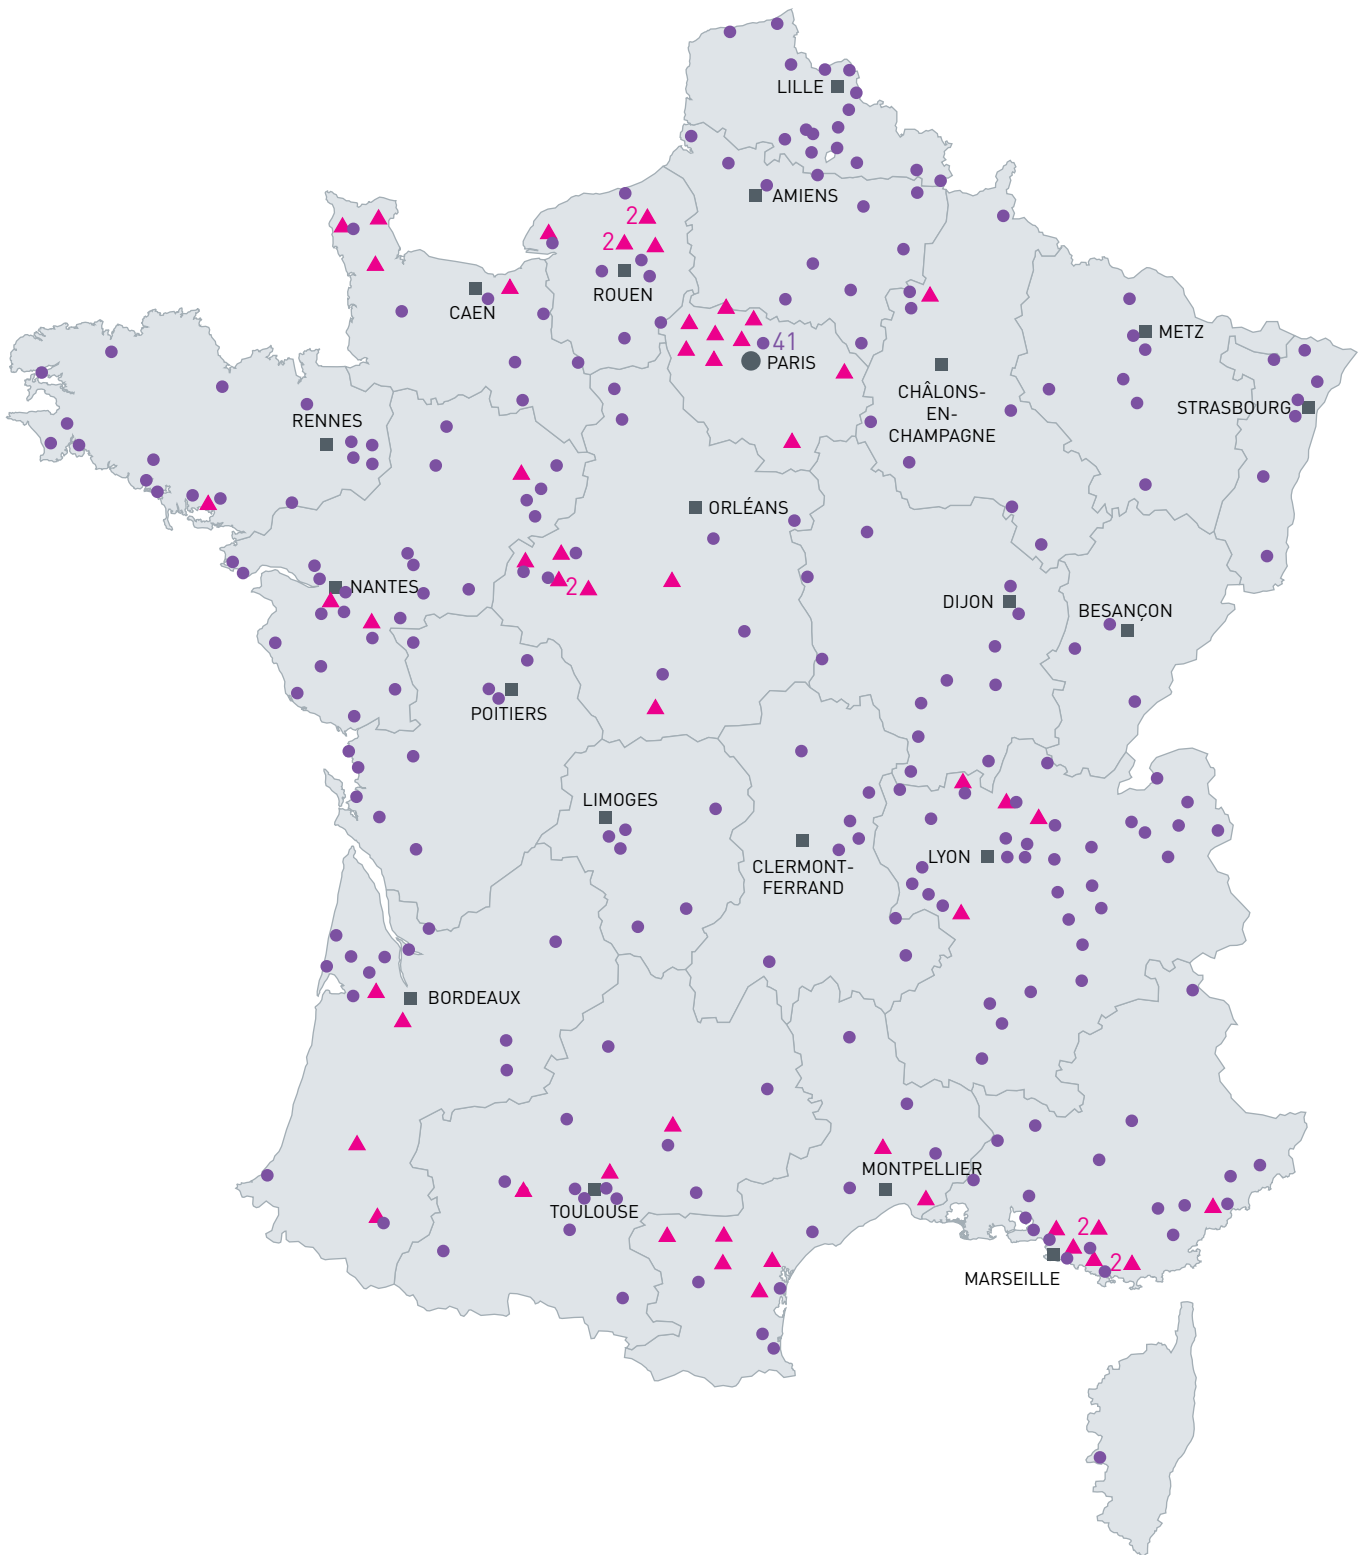 LILLE
AMIENS
2
2
ROUEN
CAEN
41
PARIS
METZ
CHÂLONS-
EN-
CHAMPAGNE
STRASBOURG
RENNES
ORLÉANS
NANTES
2
DIJON
BESANÇON
POITIERS
LIMOGES
CLERMONT-
FERRAND
LYON
BORDEAUX
MONTPELLIER
TOULOUSE
2
2
MARSEILLE